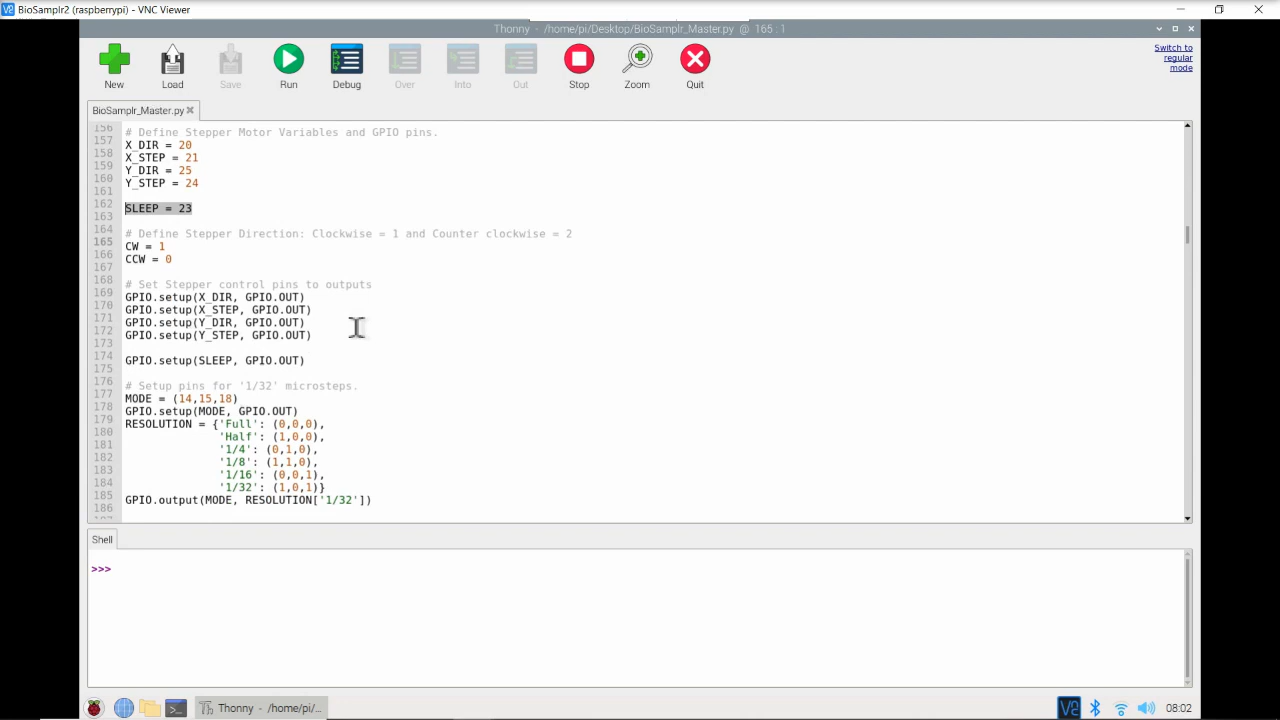 BioSamplr2 (raspberrypi) - VNC Viewer
Thonny - /home/pi/Desktop/BioSamplr_Master.py @ 165 : 1
New
Load
Save
Run
Debug
Over
Into
Out
Stop
Zoom
Quit
Switch to
regular
mode
BioSamplr_Master.py
156
157 # Define Stepper Motor Variables and GPIO pins.
158 X_DIR = 20
159 X_STEP = 21
160 Y_DIR = 25
161 Y_STEP = 24
162
163 SLEEP = 23
164
165 # Define Stepper Direction: Clockwise = 1 and Counter clockwise = 2
166 CW = 1
167 CCW = 0
168
169 # Set Stepper control pins to outputs
170 GPIO.setup(X_DIR, GPIO.OUT)
171 GPIO.setup(X_STEP, GPIO.OUT)
172 GPIO.setup(Y_DIR, GPIO.OUT)
173 GPIO.setup(Y_STEP, GPIO.OUT)
174
175 GPIO.setup(SLEEP, GPIO.OUT)
176
177 # Setup pins for '1/32' microsteps.
178 MODE = (14,15,18)
179 GPIO.setup(MODE, GPIO.OUT)
180 RESOLUTION = {'Full': (0,0,0),
181 'Half': (1,0,0),
182 '1/4': (0,1,0),
183 '1/8': (1,1,0),
184 '1/16': (0,0,1),
185 '1/32': (1,0,1)}
186 GPIO.output(MODE, RESOLUTION['1/32'])
Shell
>>>
Thonny - /home/pi/...
08:02